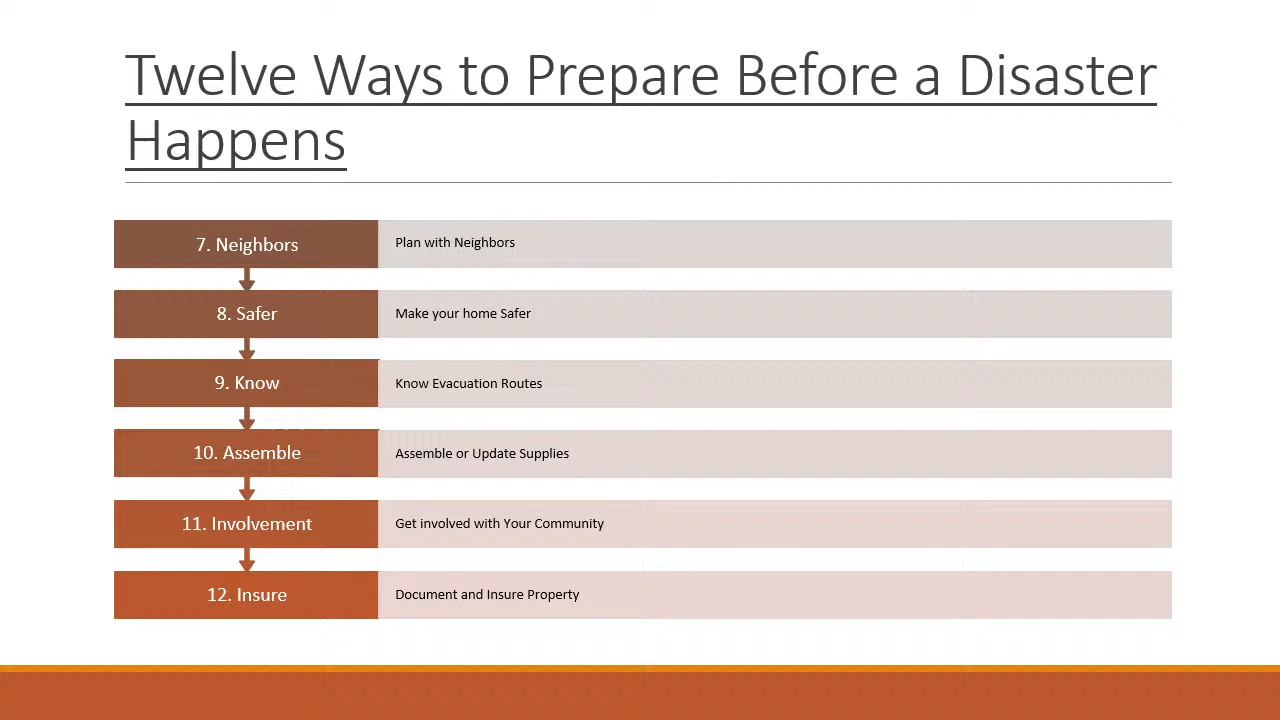 Twelve Ways to Prepare Before a Disaster
Happens
7. Neighbors
Plan with Neighbors
8. Safer
Make your home Safer
9. Know
Know Evacuation Routes
10. Assemble
Assemble or Update Supplies
11. Involvement
Get involved with Your Community
12. Insure
Document and Insure Property